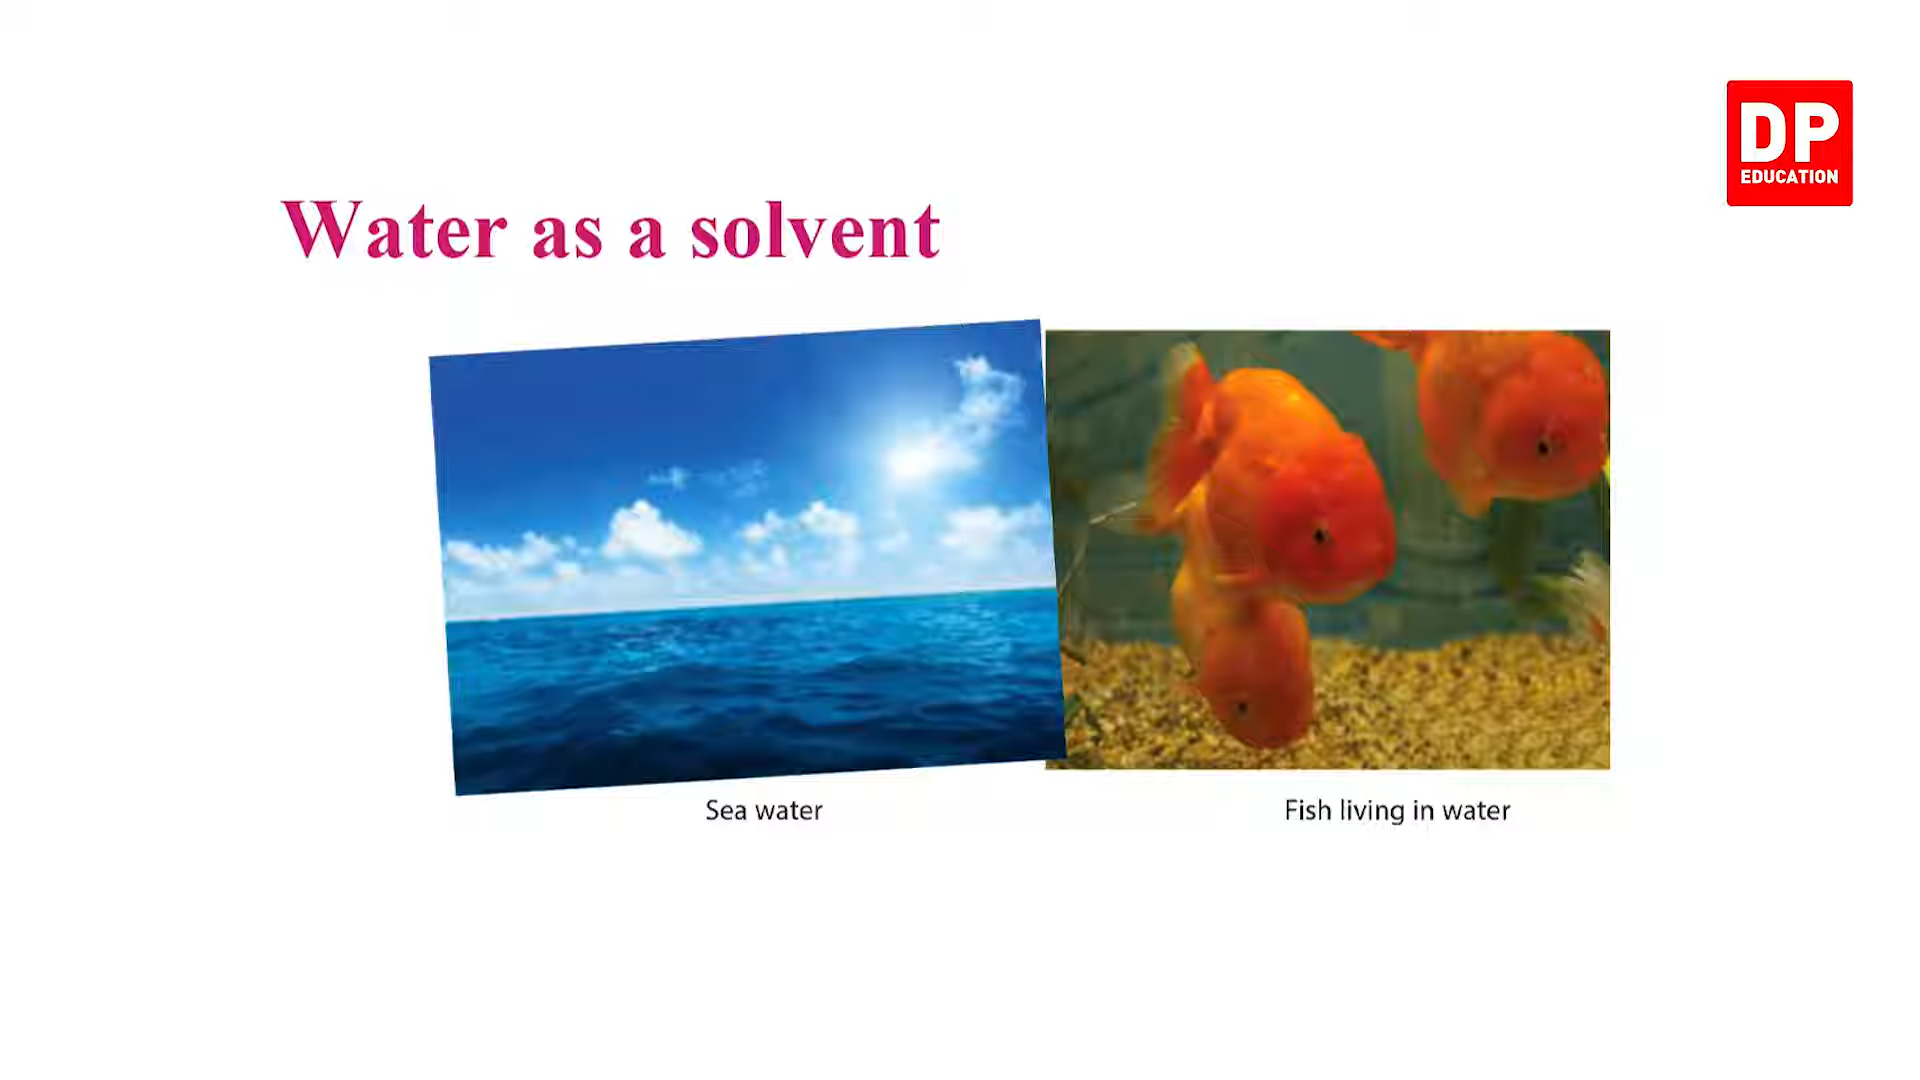 DP
EDUCATION
Water as a solvent
Sea water
Fish living in water